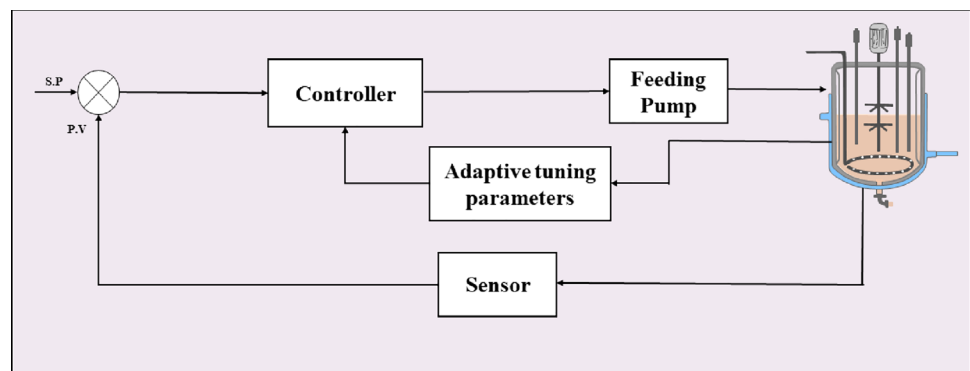 S.P
P.V
Controller
Feeding
Pump
Adaptive tuning
parameters
Sensor